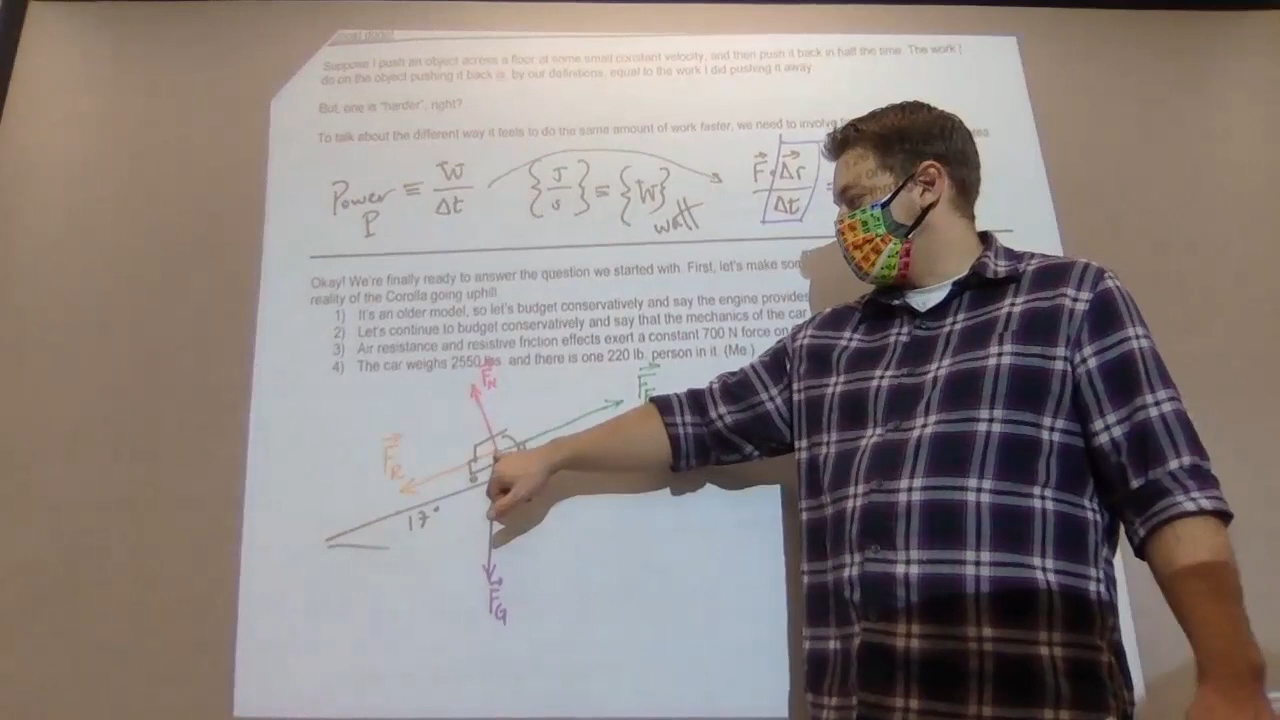 Suppose I push an object across a floor at some small constant velocity, and then push it back in half the time. The work I
do on the object pushing it back is, by our definitions, equal to the work I did pushing it away.
But, one is "harder", right?
To talk about the different way it feels to do the same amount of work faster, we need to involve
Power ≡ W/Δt {J/s} = {W} F⃗·Δr⃗/Δt =
P watt
Okay! We're finally ready to answer the question we started with. First, let's make som
reality of the Corolla going uphill.
1) It's an older model, so let's budget conservatively and say the engine provides
2) Let's continue to budget conservatively and say that the mechanics of the car
3) Air resistance and resistive friction effects exert a constant 700 N force on
4) The car weighs 2550 lbs. and there is one 220 lb. person in it. (Me.)
F⃗N
F⃗E
F⃗R
17°
F⃗G